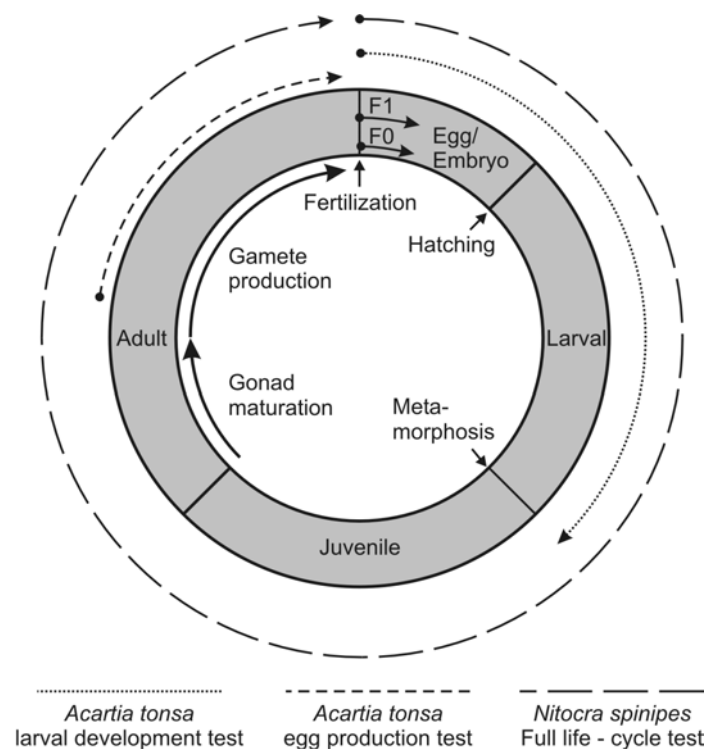 F1
F0
Egg/
Embryo
Fertilization
Hatching
Gamete
production
Adult
Larval
Gonad
maturation
Meta-
morphosis
Juvenile
Acartia tonsa
larval development test
Acartia tonsa
egg production test
Nitocra spinipes
Full life - cycle test